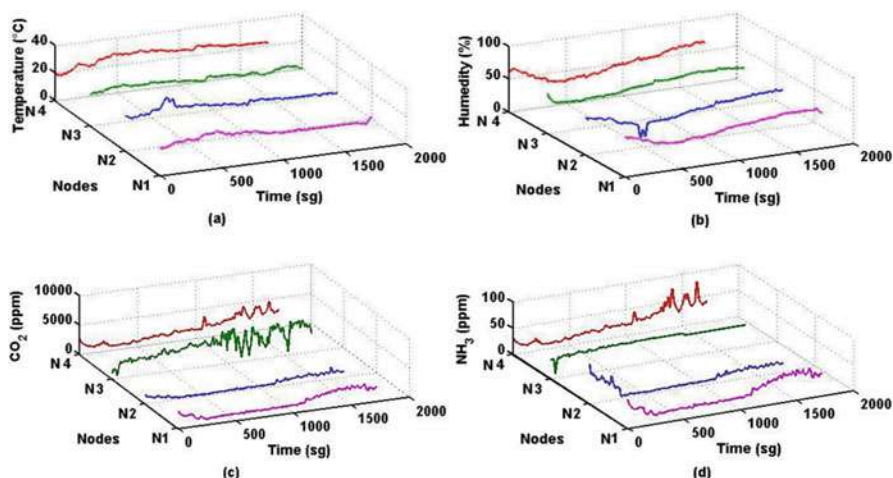 Temperature (°C)
40
20
0
N 4
N3
N2
N1
Nodes
0
500
1000
1500
2000
Time (sg)
(a)
Humedity (%)
100
50
0
N 4
N3
N2
N1
Nodes
0
500
1000
1500
2000
Time (sg)
(b)
CO2 (ppm)
10000
5000
0
N 4
N3
N2
N1
Nodes
0
500
1000
1500
2000
Time (sg)
(c)
NH3 (ppm)
100
50
0
N 4
N3
N2
N1
Nodes
0
500
1000
1500
2000
Time (sg)
(d)